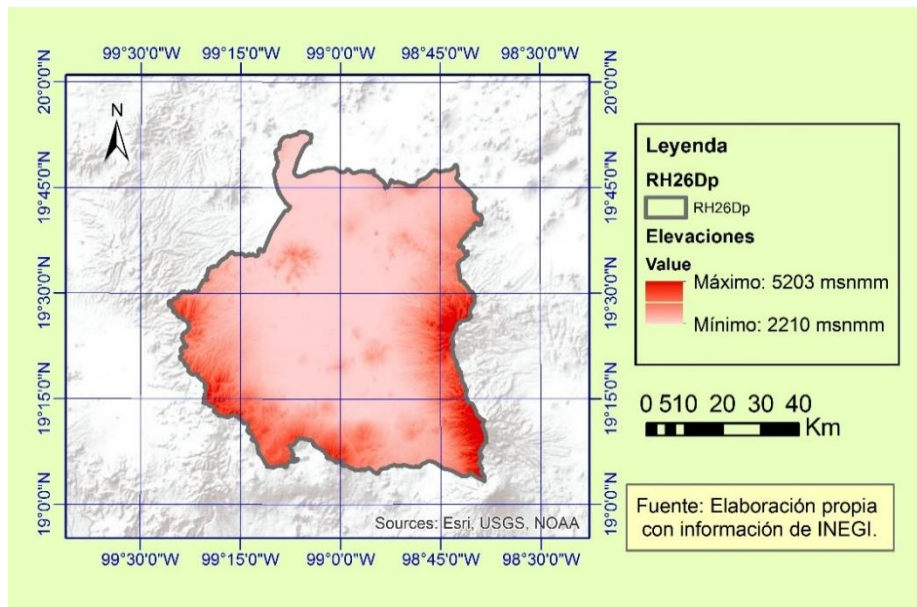 99°30'0"W 99°15'0"W 99°0'0"W 98°45'0"W 98°30'0"W
20°0'0"N 20°0'0"N
19°45'0"N 19°45'0"N
19°30'0"N 19°30'0"N
19°15'0"N 19°15'0"N
19°0'0"N 19°0'0"N
N
Sources: Esri, USGS, NOAA
99°30'0"W 99°15'0"W 99°0'0"W 98°45'0"W 98°30'0"W
Leyenda
RH26Dp
RH26Dp
Elevaciones
Value
Máximo: 5203 msnmm
Mínimo: 2210 msnmm
0 510 20 30 40
Km
Fuente: Elaboración propia
con información de INEGI.